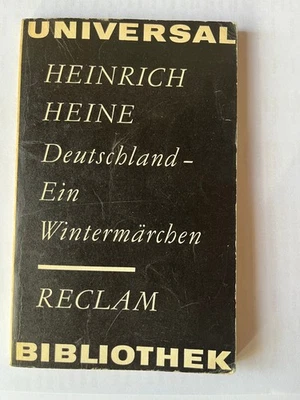 UNIVERSAL
HEINRICH
HEINE
Deutschland –
Ein
Wintermärchen
RECLAM
BIBLIOTHEK